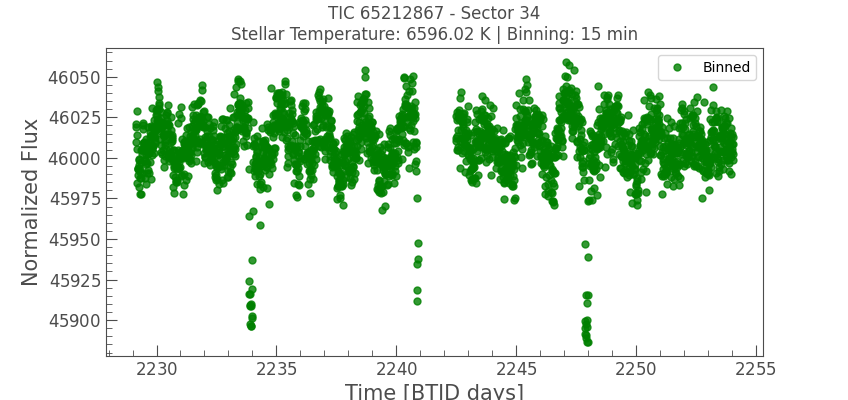 TIC 65212867 - Sector 34
Stellar Temperature: 6596.02 K | Binning: 15 min
Normalized Flux
46050
46025
46000
45975
45950
45925
45900
Binned
2230
2235
2240
2245
2250
2255
Time [BTJD days]